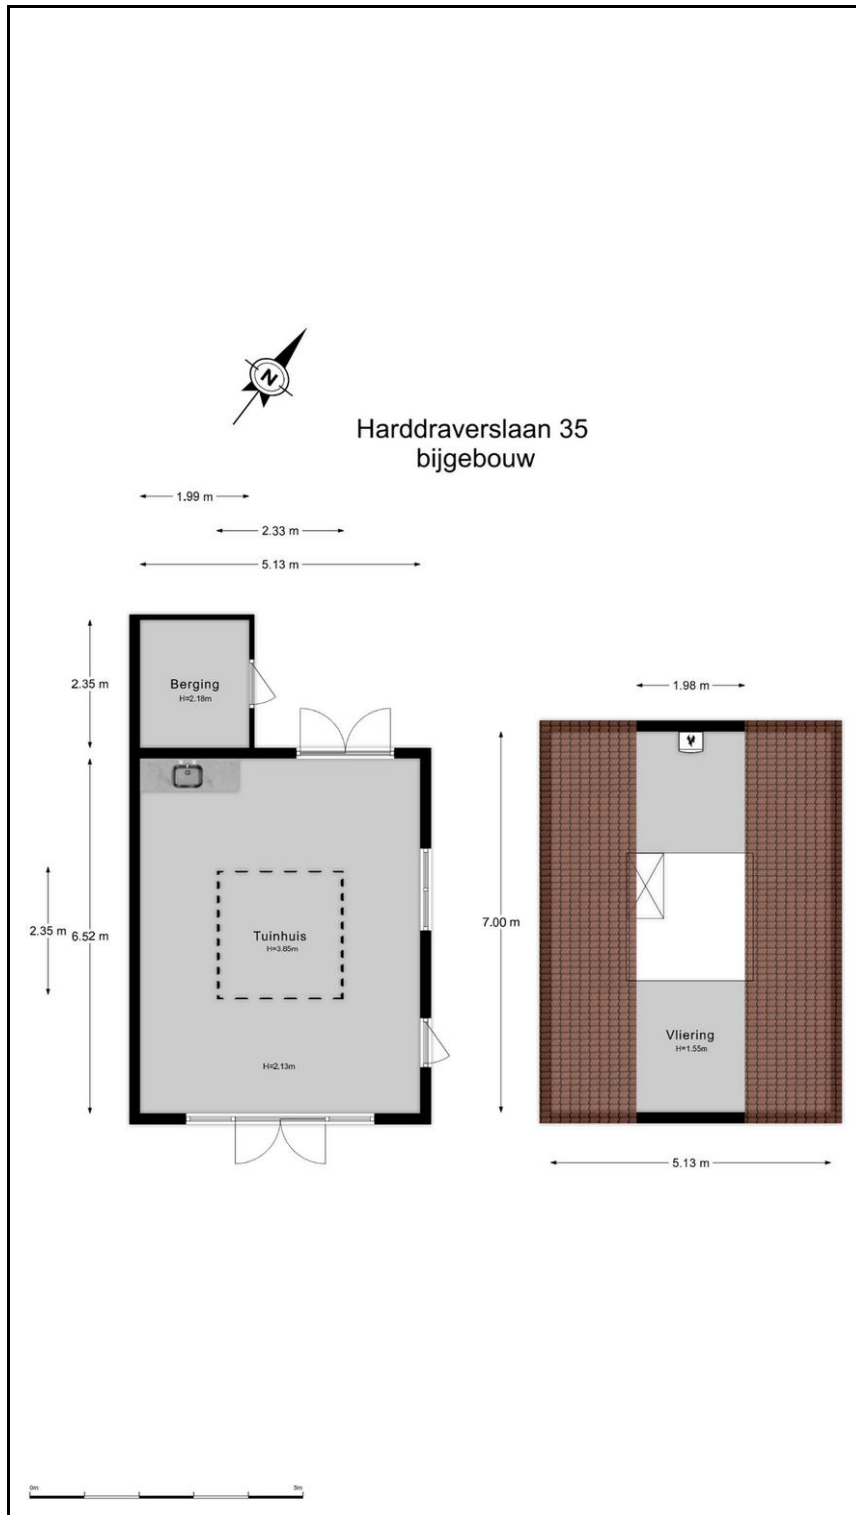 N
Harddraverslaan 35
bijgebouw
1.99 m
2.33 m
5.13 m
2.35 m
Berging
H=2.18m
1.98 m
2.35 m
6.52 m
Tuinhuis
H=3.85m
7.00 m
Vliering
H=1.55m
H=2.13m
5.13 m
0m
5m